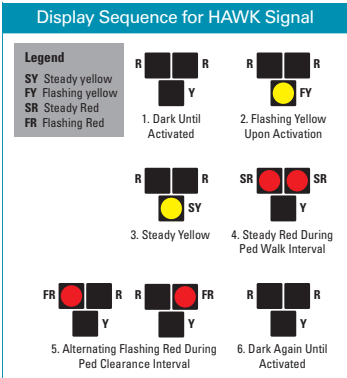 Display Sequence for HAWK Signal
Legend
SY Steady yellow
FY Flashing yellow
SR Steady Red
FR Flashing Red
R R
Y
1. Dark Until
Activated
R R
FY
2. Flashing Yellow
Upon Activation
R R
SY
3. Steady Yellow
SR SR
Y
4. Steady Red During
Ped Walk Interval
FR R R FR
Y Y
5. Alternating Flashing Red During
Ped Clearance Interval
R R
Y
6. Dark Again Until
Activated